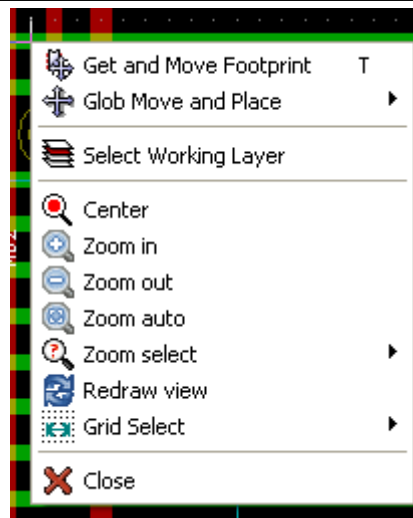 Get and Move Footprint T
Glob Move and Place
Select Working Layer
Center
Zoom in
Zoom out
Zoom auto
Zoom select
Redraw view
Grid Select
Close